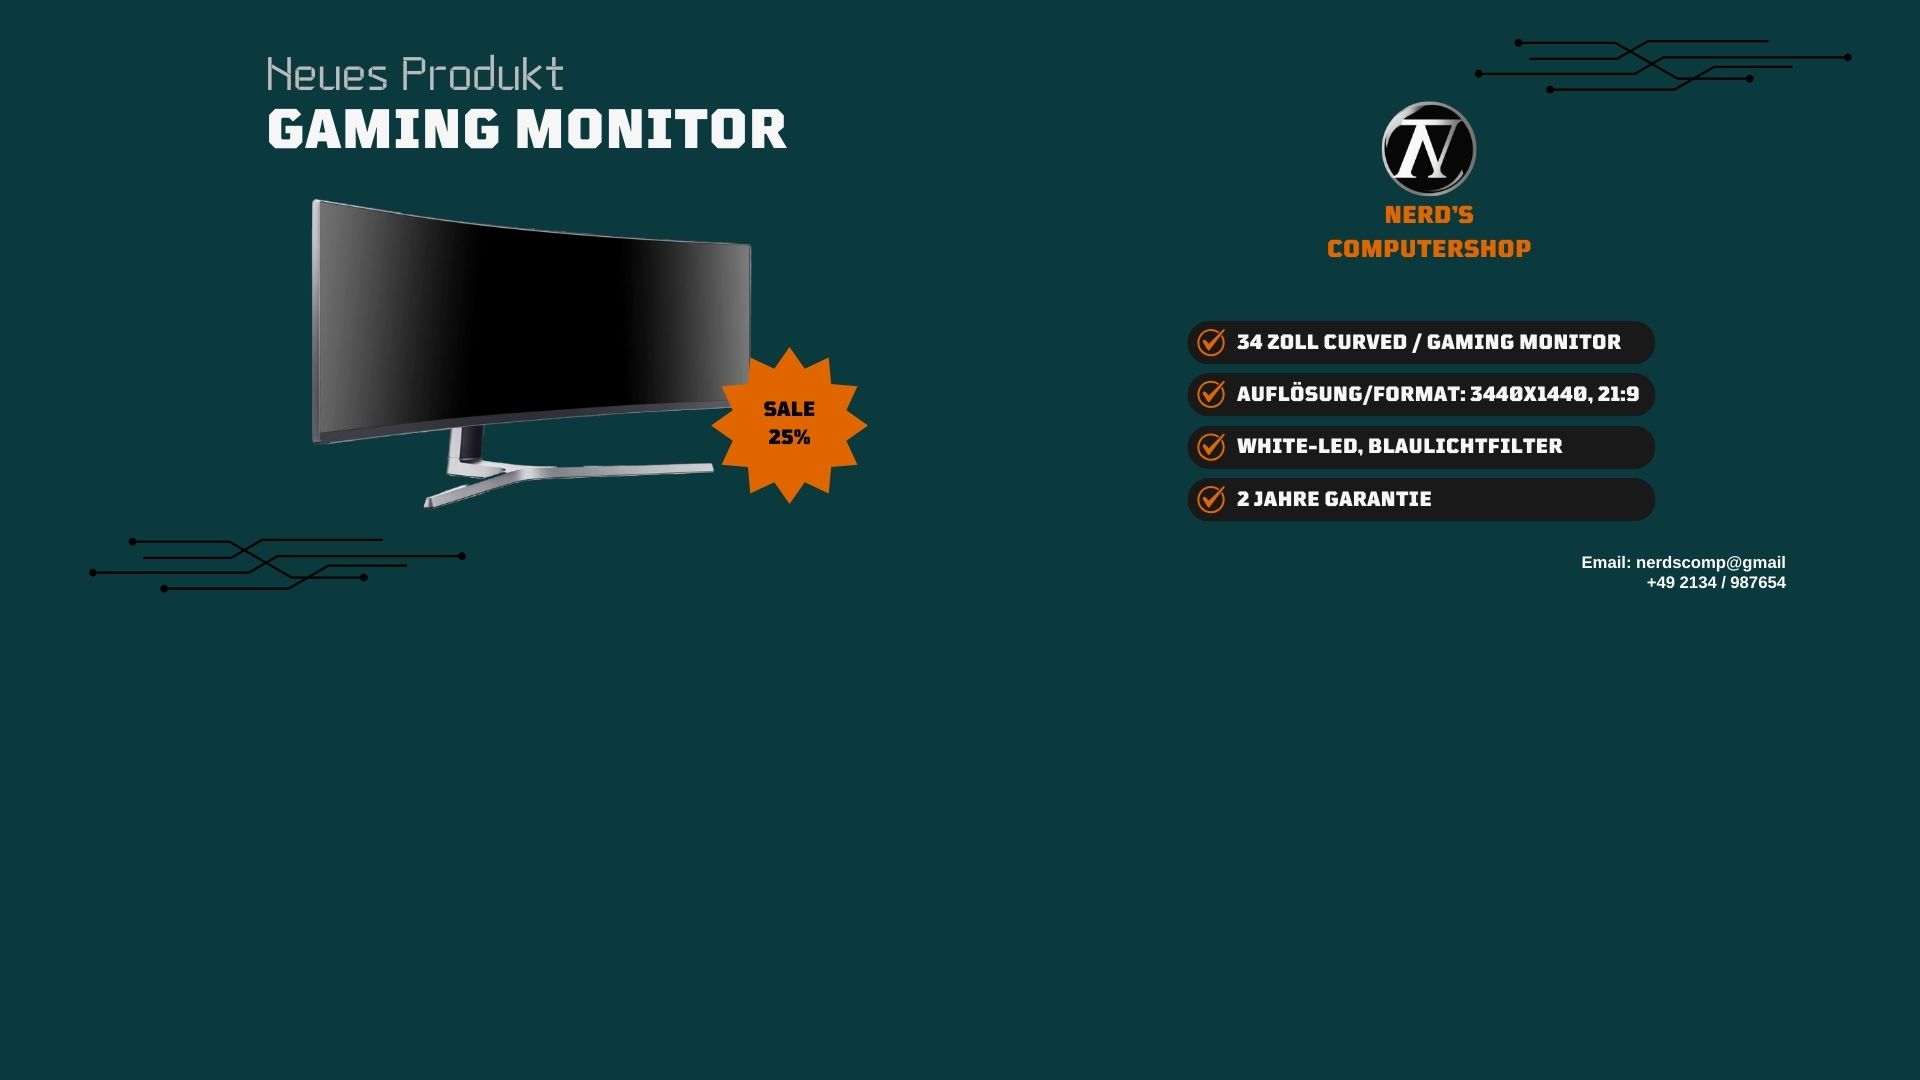 Neues Produkt
GAMING MONITOR
NERD'S
COMPUTERSHOP
SALE
25%
34 ZOLL CURVED / GAMING MONITOR
AUFLÖSUNG/FORMAT: 3440X1440, 21:9
WHITE-LED, BLAULICHTFILTER
2 JAHRE GARANTIE
Email: nerdscomp@gmail
+49 2134 / 987654